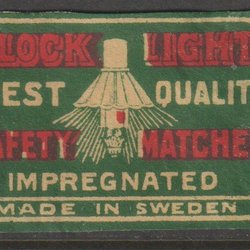 LOCK LIGHT
EST QUALIT
AFETY MATCHE
IMPREGNATED
MADE IN SWEDEN